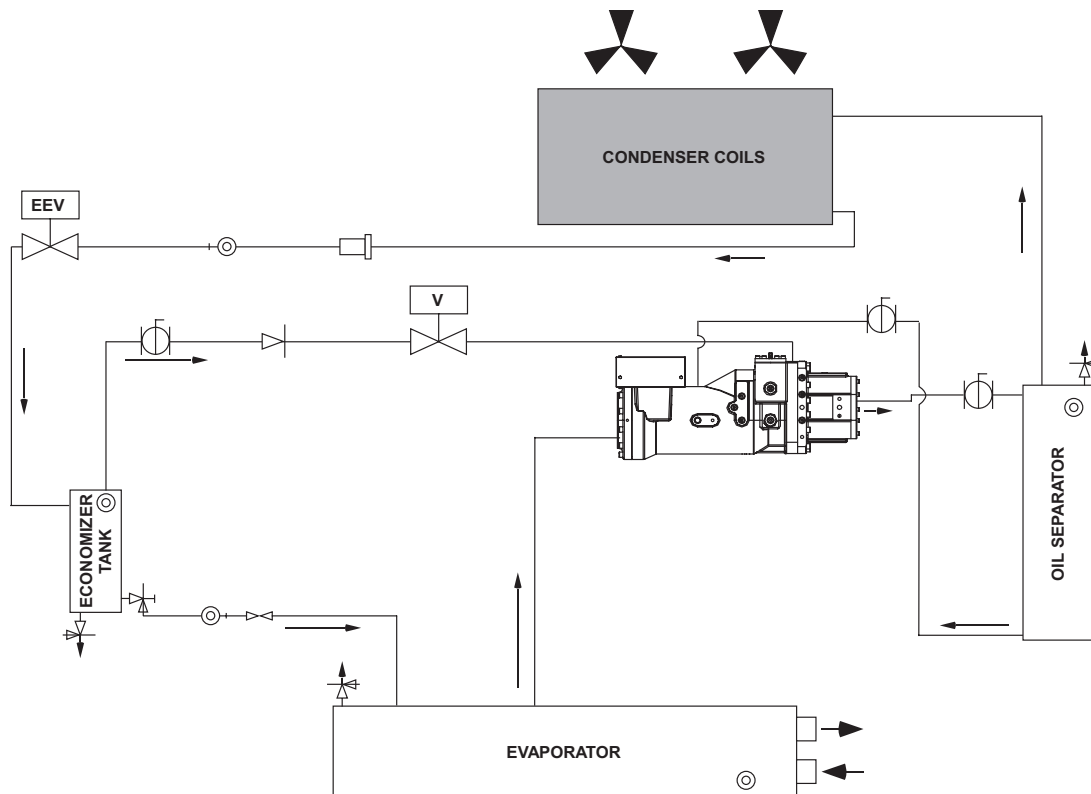 CONDENSER COILS
EEV
V
ECONOMIZER
TANK
OIL SEPARATOR
EVAPORATOR